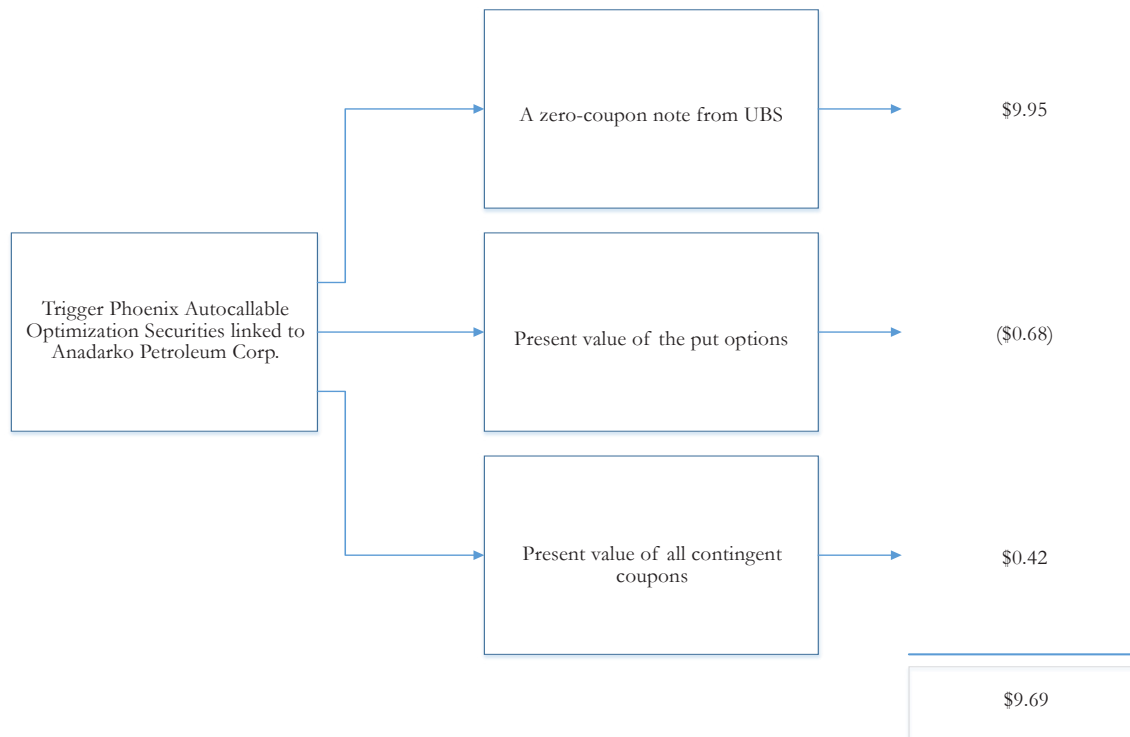 A zero-coupon note from UBS
$9.95
Trigger Phoenix Autocallable
Optimization Securities linked to
Anadarko Petroleum Corp.
Present value of the put options
($0.68)
Present value of all contingent
coupons
$0.42
$9.69